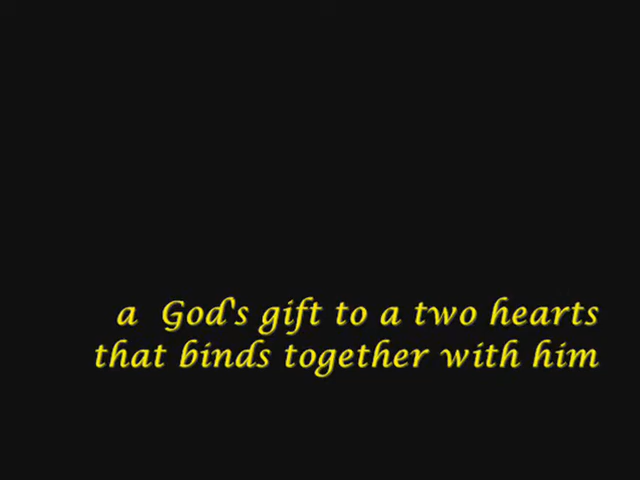 a God's gift to a two hearts
that binds together with him